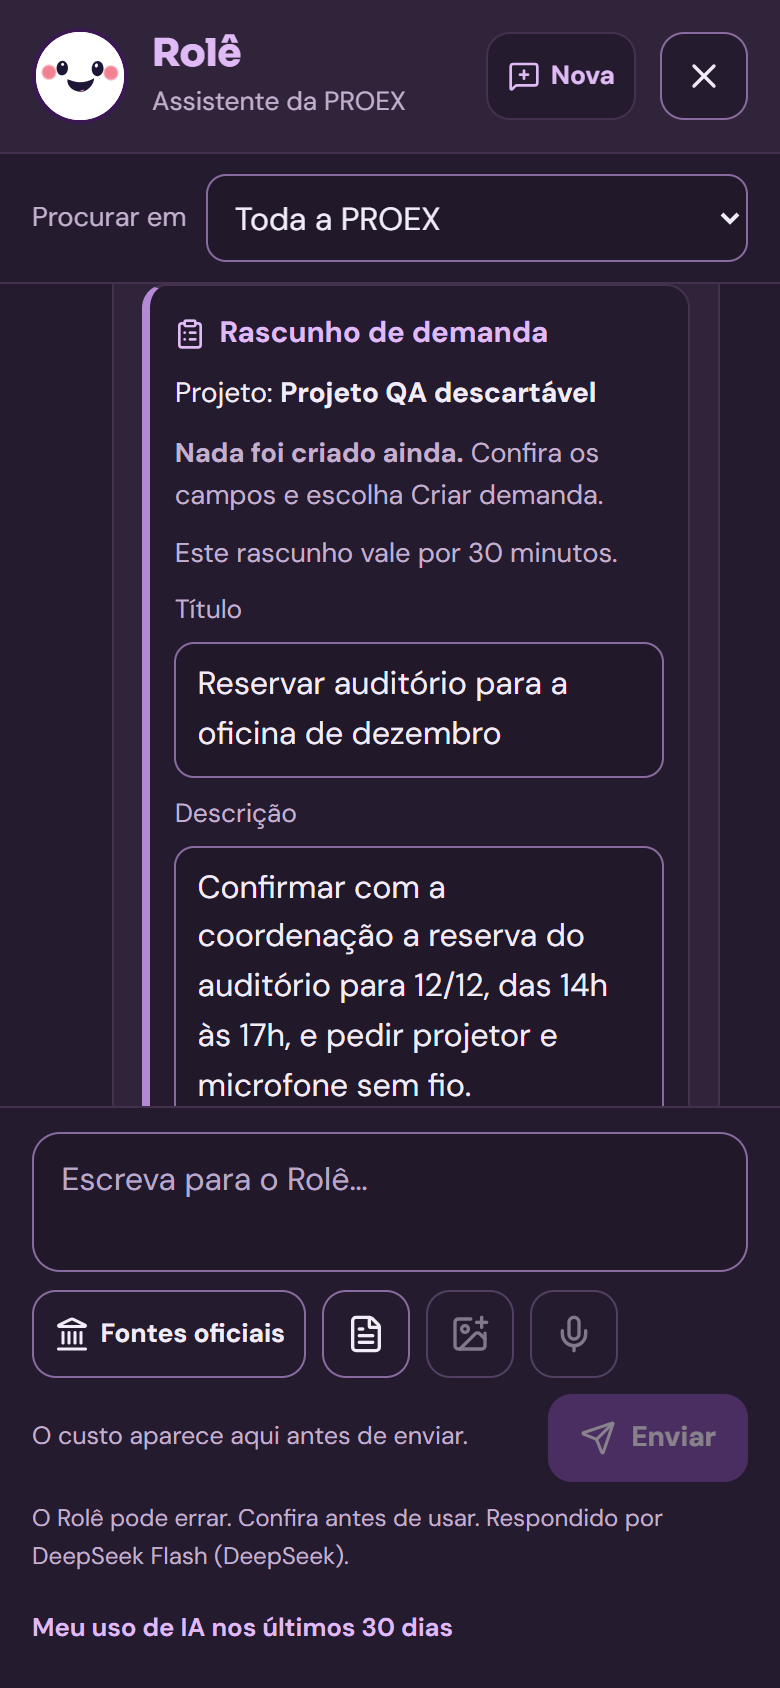 Rolê
Assistente da PROEX
Nova
Procurar em
Toda a PROEX
Rascunho de demanda
Projeto: Projeto QA descartável
Nada foi criado ainda. Confira os
campos e escolha Criar demanda.
Este rascunho vale por 30 minutos.
Título
Reservar auditório para a
oficina de dezembro
Descrição
Confirmar com a
coordenação a reserva do
auditório para 12/12, das 14h
às 17h, e pedir projetor e
microfone sem fio.
Escreva para o Rolê...
Fontes oficiais
O custo aparece aqui antes de enviar.
Enviar
O Rolê pode errar. Confira antes de usar. Respondido por
DeepSeek Flash (DeepSeek).
Meu uso de IA nos últimos 30 dias